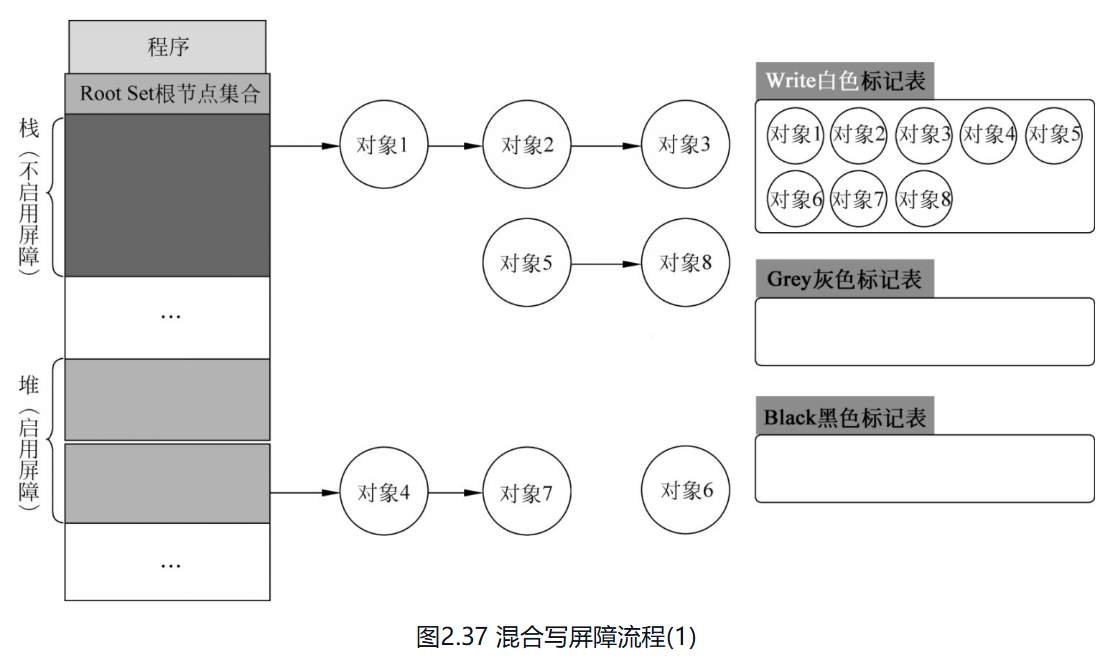 程序
Root Set根节点集合
栈（不启用屏障）
...
堆（启用屏障）
...
对象1
对象2
对象3
对象5
对象8
对象4
对象7
对象6
Write白色标记表
对象1 对象2 对象3 对象4 对象5
对象6 对象7 对象8
Grey灰色标记表
Black黑色标记表
图2.37 混合写屏障流程(1)